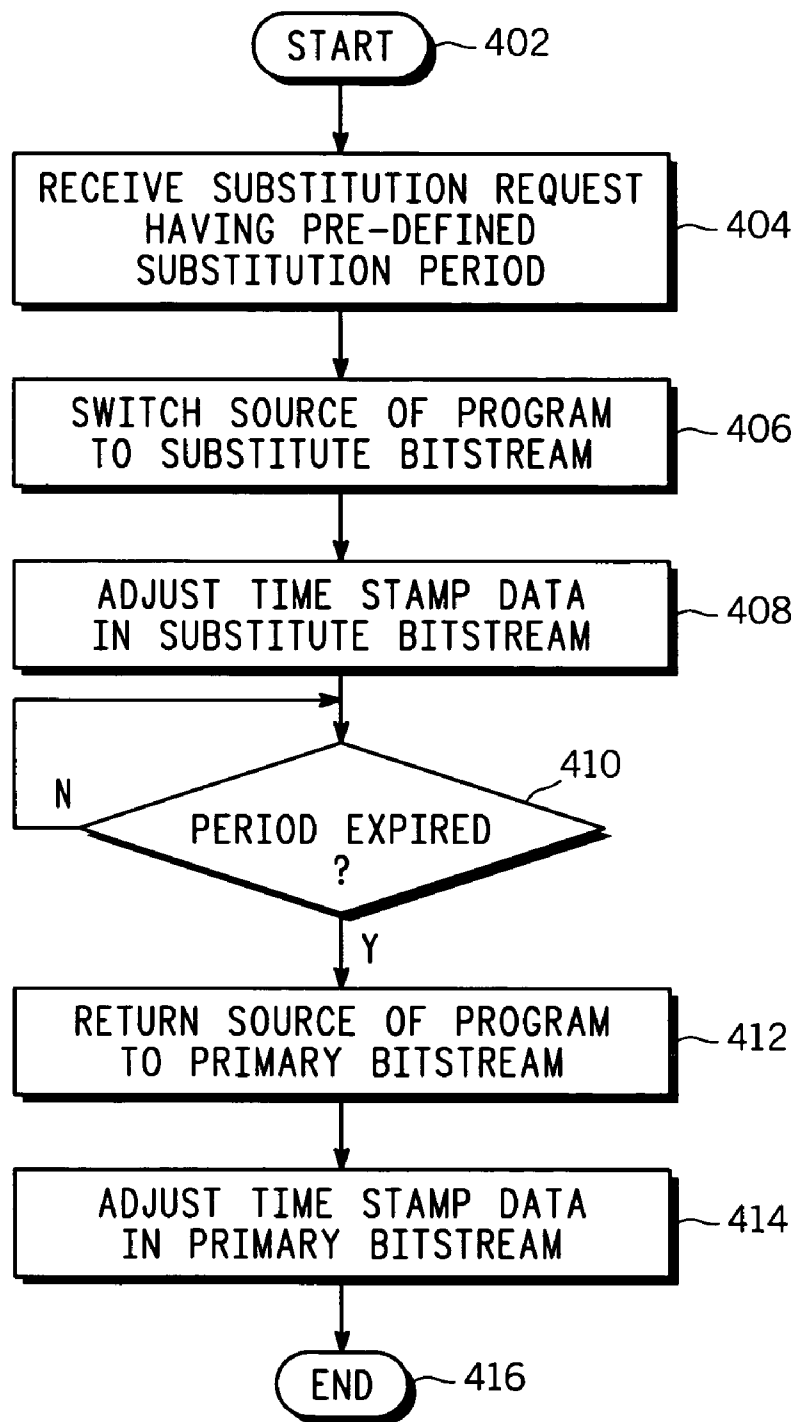 START
402
RECEIVE SUBSTITUTION REQUEST
HAVING PRE-DEFINED
SUBSTITUTION PERIOD
404
SWITCH SOURCE OF PROGRAM
TO SUBSTITUTE BITSTREAM
406
ADJUST TIME STAMP DATA
IN SUBSTITUTE BITSTREAM
408
410
N
PERIOD EXPIRED
?
Y
RETURN SOURCE OF PROGRAM
TO PRIMARY BITSTREAM
412
ADJUST TIME STAMP DATA
IN PRIMARY BITSTREAM
414
END
416